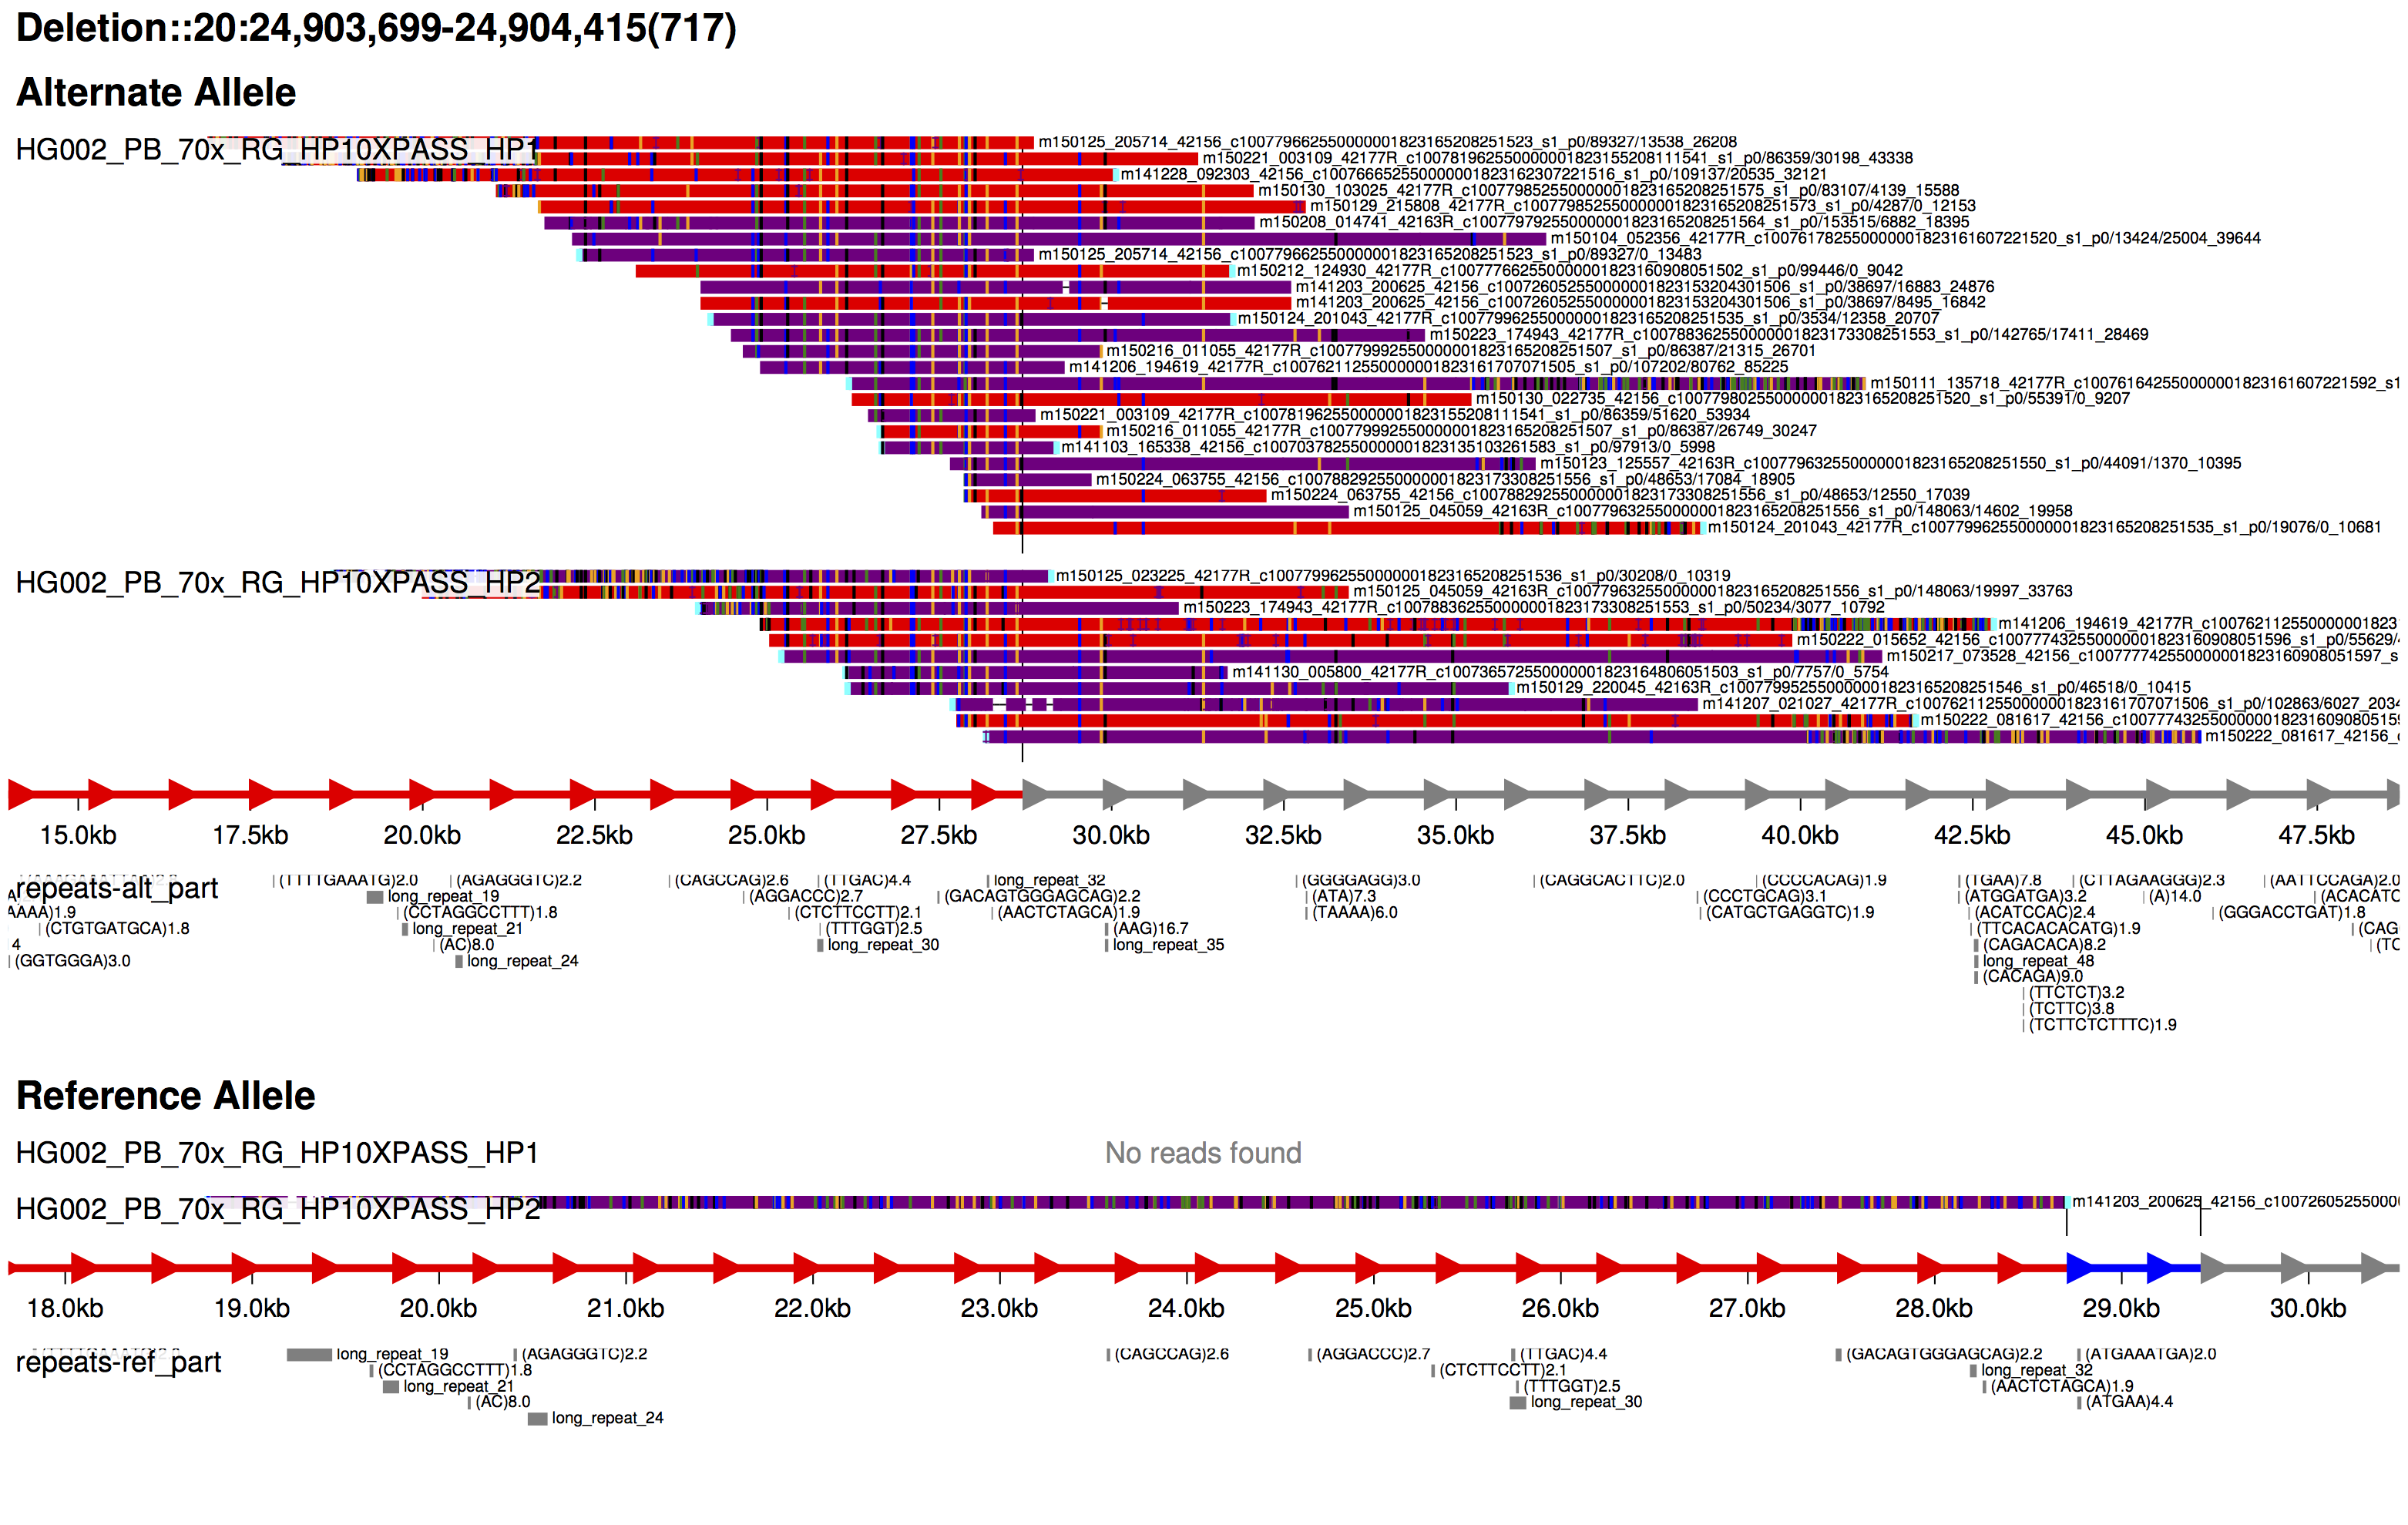 Deletion::20:24,903,699-24,904,415(717)
Alternate Allele
HG002_PB_70x_RG_HP10XPASS_HP1
m150125_205714_42156_c100779662550000001823165208251523_s1_p0/89327/13538_26208
m150221_003109_42177R_c100781962550000001823155208111541_s1_p0/86359/30198_43338
m141228_092303_42156_c100766652550000001823162307221516_s1_p0/109137/20535_32121
m150130_103025_42177R_c100779852550000001823165208251575_s1_p0/83107/4139_15588
m150129_215808_42177R_c100779852550000001823165208251573_s1_p0/4287/0_12153
m150208_014741_42163R_c100779792550000001823165208251564_s1_p0/153515/6882_18395
m150104_052356_42177R_c100761782550000001823161607221520_s1_p0/13424/25004_39644
m150125_205714_42156_c100779662550000001823165208251523_s1_p0/89327/0_13483
m150212_124930_42177R_c100777662550000001823160908051502_s1_p0/99446/0_9042
m141203_200625_42156_c100726052550000001823153204301506_s1_p0/38697/16883_24876
m141203_200625_42156_c100726052550000001823153204301506_s1_p0/38697/8495_16842
m150124_201043_42177R_c100779962550000001823165208251535_s1_p0/3534/12358_20707
m150223_174943_42177R_c100788362550000001823173308251553_s1_p0/142765/17411_28469
m150216_011055_42177R_c100779992550000001823165208251507_s1_p0/86387/21315_26701
m141206_194619_42177R_c100762112550000001823161707071505_s1_p0/107202/80762_85225
m150111_135718_42177R_c100761642550000001823161607221592_s1
m150130_022735_42156_c100779802550000001823165208251520_s1_p0/55391/0_9207
m150221_003109_42177R_c100781962550000001823155208111541_s1_p0/86359/51620_53934
m150216_011055_42177R_c100779992550000001823165208251507_s1_p0/86387/26749_30247
m141103_165338_42156_c100703782550000001823135103261583_s1_p0/97913/0_5998
m150123_125557_42163R_c100779632550000001823165208251550_s1_p0/44091/1370_10395
m150224_063755_42156_c100788292550000001823173308251556_s1_p0/48653/17084_18905
m150224_063755_42156_c100788292550000001823173308251556_s1_p0/48653/12550_17039
m150125_045059_42163R_c100779632550000001823165208251556_s1_p0/148063/14602_19958
m150124_201043_42177R_c100779962550000001823165208251535_s1_p0/19076/0_10681
HG002_PB_70x_RG_HP10XPASS_HP2
m150125_023225_42177R_c100779962550000001823165208251536_s1_p0/30208/0_10319
m150125_045059_42163R_c100779632550000001823165208251556_s1_p0/148063/19997_33763
m150223_174943_42177R_c100788362550000001823173308251553_s1_p0/50234/3077_10792
m141206_194619_42177R_c100762112550000001823
m150222_015652_42156_c100777432550000001823160908051596_s1_p0/55629/
m150217_073528_42156_c100777742550000001823160908051597_s
m141130_005800_42177R_c100736572550000001823164806051503_s1_p0/7757/0_5754
m150129_220045_42163R_c100779952550000001823165208251546_s1_p0/46518/0_10415
m141207_021027_42177R_c100762112550000001823161707071506_s1_p0/102863/6027_2034
m150222_081617_42156_c10077743255000000182316090805159
m150222_081617_42156_
15.0kb 17.5kb 20.0kb 22.5kb 25.0kb 27.5kb 30.0kb 32.5kb 35.0kb 37.5kb 40.0kb 42.5kb 45.0kb 47.5kb
repeats-alt_part
(TTTTGAAATG)2.0 (AGAGGGTC)2.2 (CAGCCAG)2.6 (TTGAC)4.4 long_repeat_32 (GGGGAGG)3.0 (CAGGCACTTC)2.0 (CCCCACAG)1.9 (TGAA)7.8 (CTTAGAAGGG)2.3 (AATTCCAGA)2.0
long_repeat_19 (AGGACCC)2.7 (GACAGTGGGAGCAG)2.2 (ATA)7.3 (CCCTGCAG)3.1 (ATGGATGA)3.2 (A)14.0 (ACACATC
AAAA)1.9 (CCTAGGCCTTT)1.8 (CTCTTCCTT)2.1 (AACTCTAGCA)1.9 (TAAAA)6.0 (CATGCTGAGGTC)1.9 (ACATCCAC)2.4 (GGGACCTGAT)1.8
(CTGTGATGCA)1.8 long_repeat_21 (TTTGGT)2.5 (AAG)16.7 (TTCACACACATG)1.9 (CAG
4 (AC)8.0 long_repeat_30 long_repeat_35 (CAGACACA)8.2 (TC
(GGTGGGA)3.0 long_repeat_24 long_repeat_48
(CACAGA)9.0
(TTCTCT)3.2
(TCTTC)3.8
(TCTTCTCTTTC)1.9
Reference Allele
HG002_PB_70x_RG_HP10XPASS_HP1 No reads found
HG002_PB_70x_RG_HP10XPASS_HP2 m141203_200625_42156_c1007260525500000
18.0kb 19.0kb 20.0kb 21.0kb 22.0kb 23.0kb 24.0kb 25.0kb 26.0kb 27.0kb 28.0kb 29.0kb 30.0kb
repeats-ref_part
long_repeat_19 (AGAGGGTC)2.2 (CAGCCAG)2.6 (AGGACCC)2.7 (TTGAC)4.4 (GACAGTGGGAGCAG)2.2 (ATGAAATGA)2.0
(CCTAGGCCTTT)1.8 (CTCTTCCTT)2.1 long_repeat_32
long_repeat_21 (TTTGGT)2.5 (AACTCTAGCA)1.9
(AC)8.0 long_repeat_30 (ATGAA)4.4
long_repeat_24